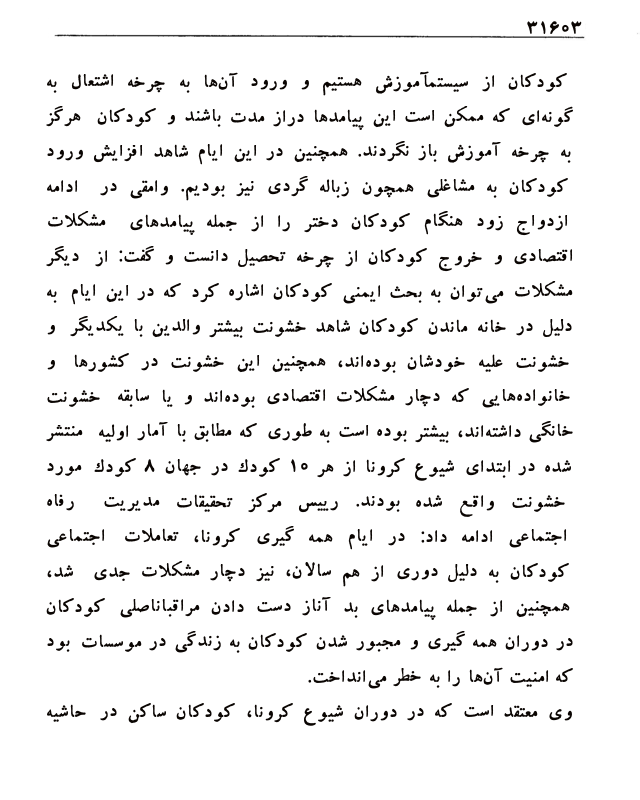 ۳۱۶۰۳
کودکان از سیستمآموزش هستیم و ورود آن‌ها به چرخه اشتعال به
گونه‌ای که ممکن است این پیامدها دراز مدت باشند و کودکان هرگز
به چرخه آموزش باز نگردند. همچنین در این ایام شاهد افزایش ورود
کودکان به مشاغلی همچون زباله گردی نیز بودیم. وامقی در ادامه
ازدواج زود هنگام کودکان دختر را از جمله پیامدهای مشکلات
اقتصادی و خروج کودکان از چرخه تحصیل دانست و گفت: از دیگر
مشکلات می‌توان به بحث ایمنی کودکان اشاره کرد که در این ایام به
دلیل در خانه ماندن کودکان شاهد خشونت بیشتر والدین با یکدیگر و
خشونت علیه خودشان بوده‌اند، همچنین این خشونت در کشورها و
خانواده‌هایی که دچار مشکلات اقتصادی بوده‌اند و یا سابقه خشونت
خانگی داشته‌اند، بیشتر بوده است به طوری که مطابق با آمار اولیه منتشر
شده در ابتدای شیوع کرونا از هر ۱۰ کودك در جهان ۸ کودك مورد
خشونت واقع شده بودند. رییس مرکز تحقیقات مدیریت رفاه
اجتماعی ادامه داد: در ایام همه گیری کرونا، تعاملات اجتماعی
کودکان به دلیل دوری از هم سالان، نیز دچار مشکلات جدی شد،
همچنین از جمله پیامدهای بد آناز دست دادن مراقباناصلی کودکان
در دوران همه گیری و مجبور شدن کودکان به زندگی در موسسات بود
که امنیت آن‌ها را به خطر می‌انداخت.
وی معتقد است که در دوران شیوع کرونا، کودکان ساکن در حاشیه